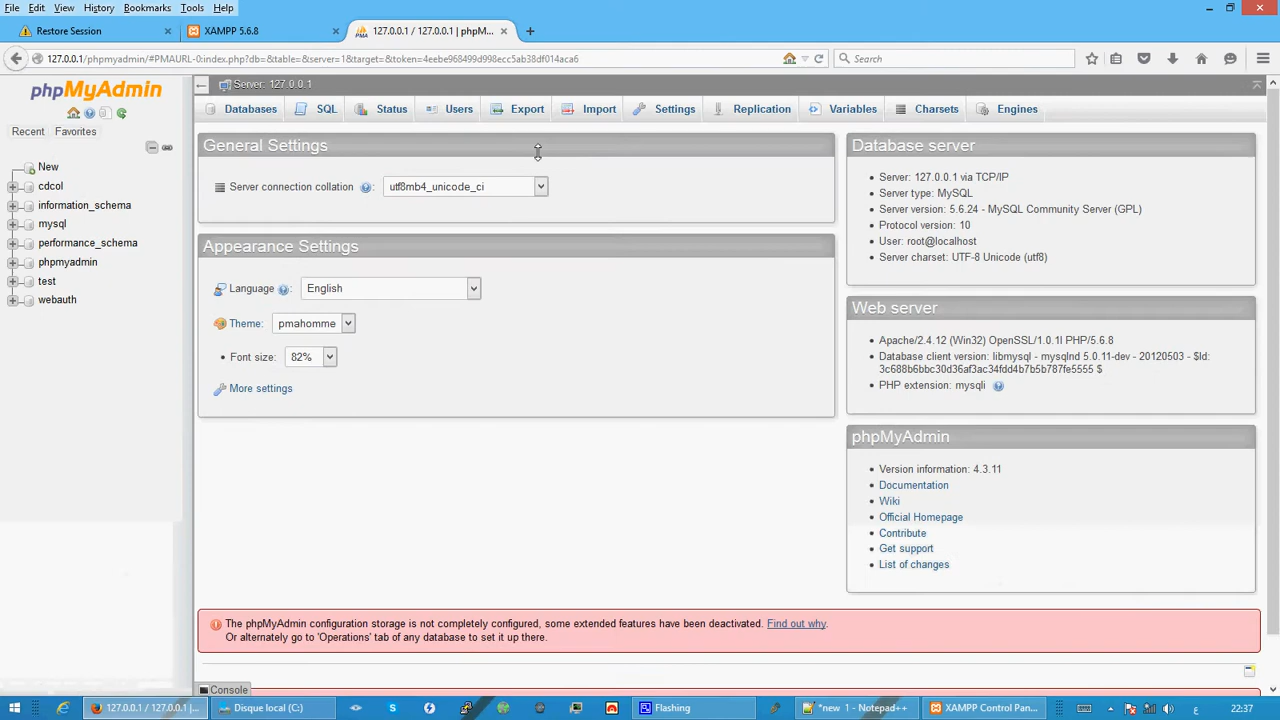 File Edit View History Bookmarks Tools Help
Restore Session × XAMPP 5.6.8 × 127.0.0.1 / 127.0.0.1 | phpM... × +
127.0.0.1/phpmyadmin/#PMAURL-0:index.php?db=&table=&server=1&target=&token=4eebe968499d998ecc5ab38df014aca6 Search
phpMyAdmin
Recent Favorites
New
cdcol
information_schema
mysql
performance_schema
phpmyadmin
test
webauth
Server: 127.0.0.1
Databases SQL Status Users Export Import Settings Replication Variables Charsets Engines
General Settings
Server connection collation : utf8mb4_unicode_ci
Appearance Settings
Language : English
Theme: pmahomme
Font size: 82%
More settings
Database server
Server: 127.0.0.1 via TCP/IP
Server type: MySQL
Server version: 5.6.24 - MySQL Community Server (GPL)
Protocol version: 10
User: root@localhost
Server charset: UTF-8 Unicode (utf8)
Web server
Apache/2.4.12 (Win32) OpenSSL/1.0.1l PHP/5.6.8
Database client version: libmysql - mysqlnd 5.0.11-dev - 20120503 - $Id:
3c688b6bbc30d36af3ac34fdd4b7b5b787fe5555 $
PHP extension: mysqli
phpMyAdmin
Version information: 4.3.11
Documentation
Wiki
Official Homepage
Contribute
Get support
List of changes
The phpMyAdmin configuration storage is not completely configured, some extended features have been deactivated. Find out why.
Or alternately go to 'Operations' tab of any database to set it up there.
Console
127.0.0.1 / 127.0.0.1 |... Disque local (C:) Flashing *new 1 - Notepad++ XAMPP Control Pan... ع 22:37